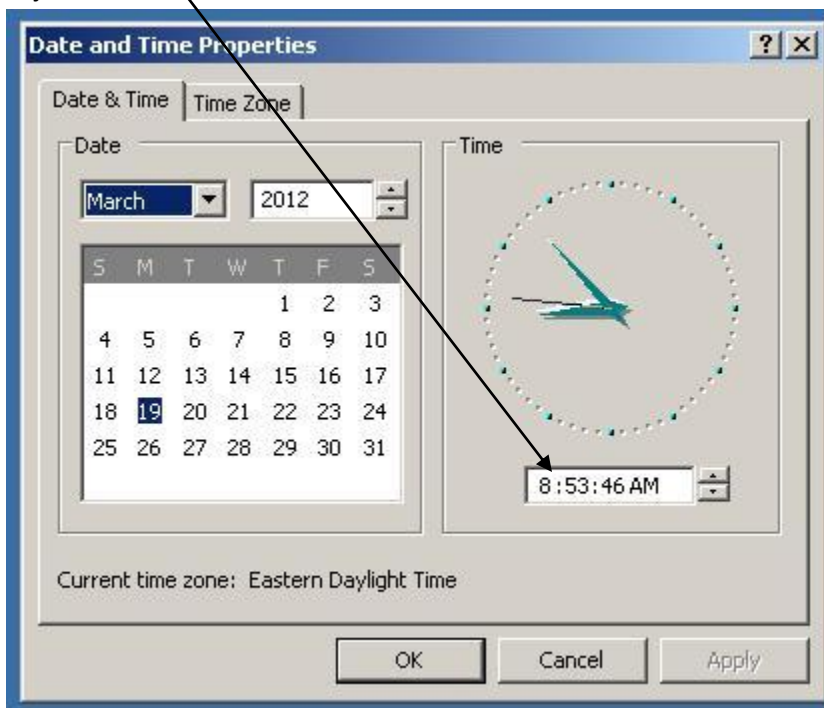 Date and Time Properties
Date & Time Time Zone
Date
Time
March 2012
S M T W T F S
1 2 3
4 5 6 7 8 9 10
11 12 13 14 15 16 17
18 19 20 21 22 23 24
25 26 27 28 29 30 31
8:53:46 AM
Current time zone: Eastern Daylight Time
OK Cancel Apply